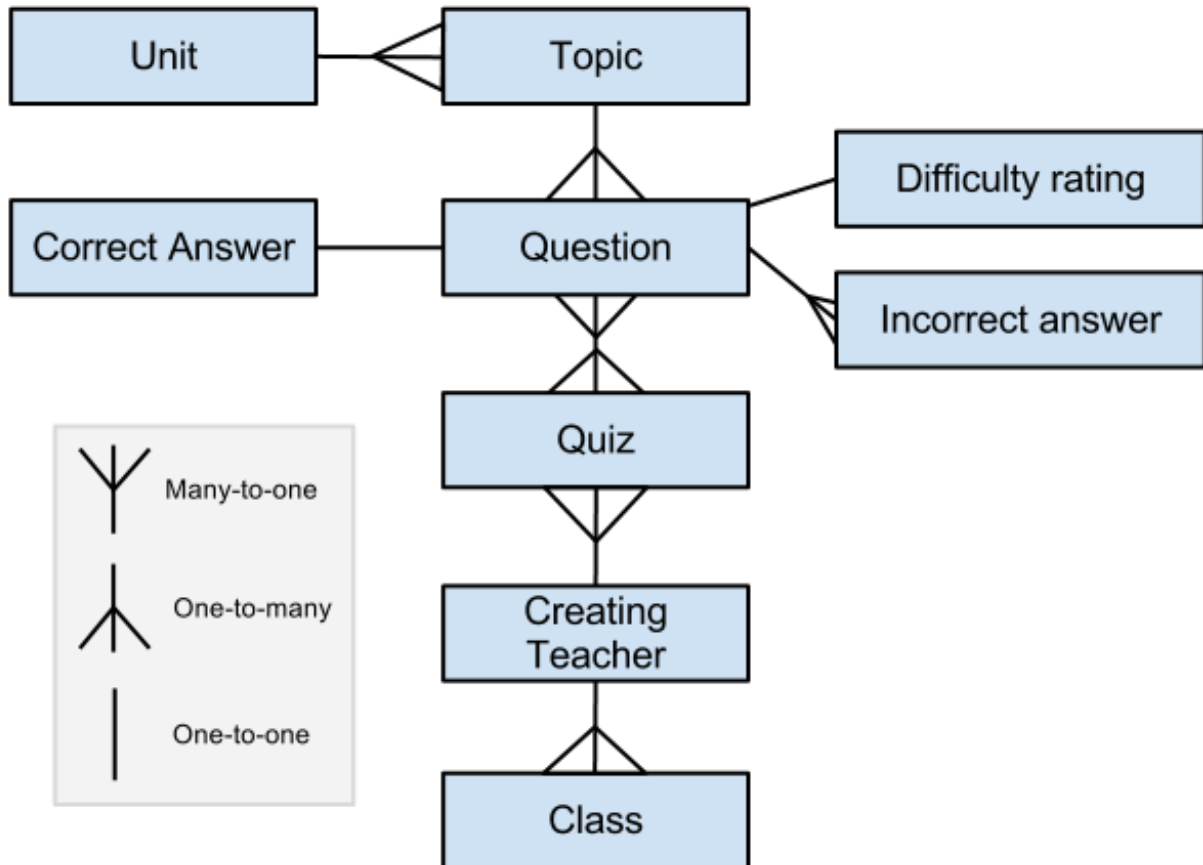 Unit
Topic
Difficulty rating
Correct Answer
Question
Incorrect answer
Quiz
Many-to-one
One-to-many
One-to-one
Creating
Teacher
Class